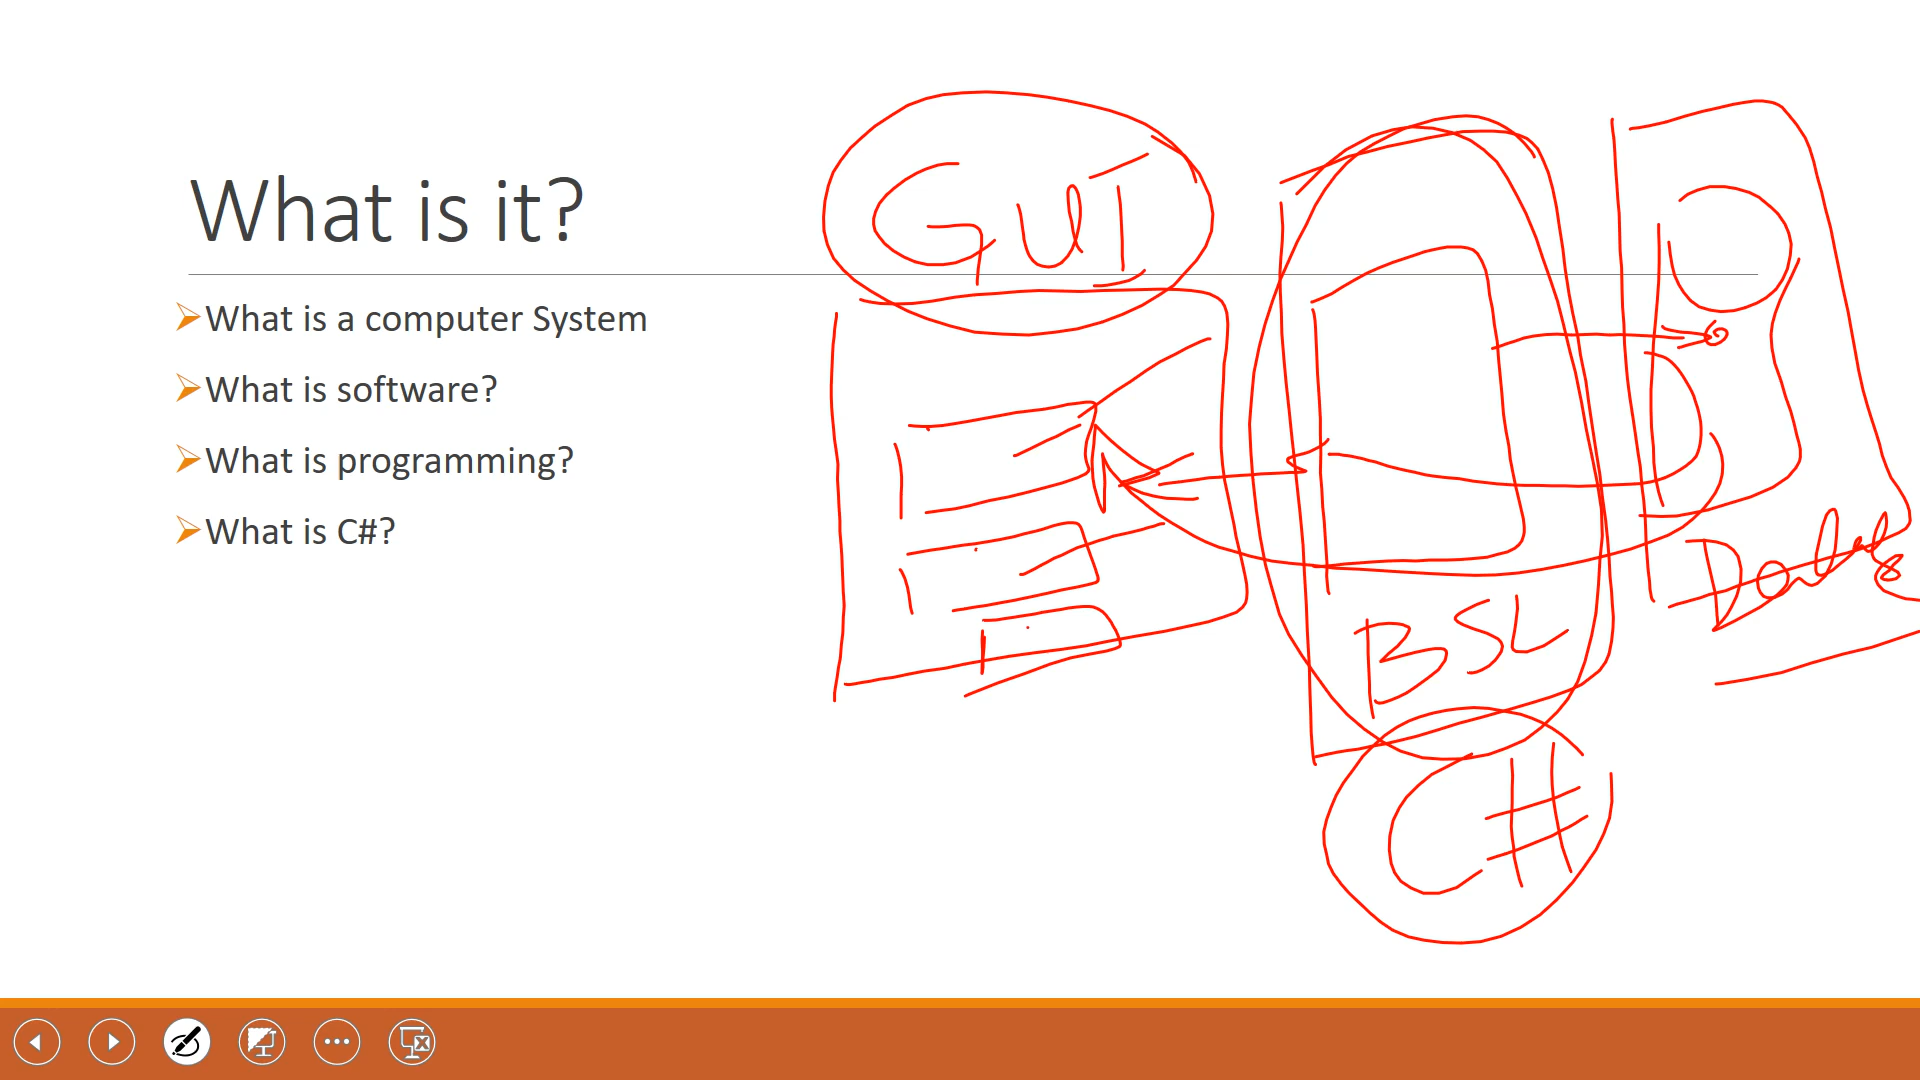 What is it?
What is a computer System
What is software?
What is programming?
What is C#?
GUI
BSL
C#